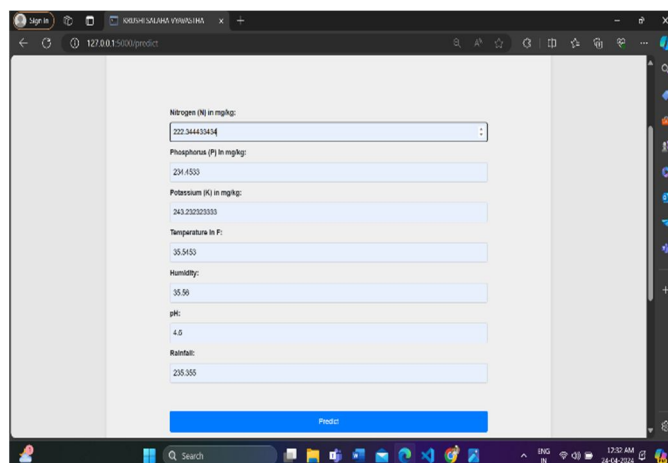 Sign in
KRUSHI SALAHA VYAVASTHA
127.0.0.1:5000/predict
Nitrogen (N) in mg/kg:
222.344433434
Phosphorus (P) in mg/kg:
234.4533
Potassium (K) in mg/kg:
243.232323333
Temperature in F:
35.5453
Humidity:
35.56
pH:
4.5
Rainfall:
235.355
Predict
Search
ENG
IN
12:32 AM
24-04-2024